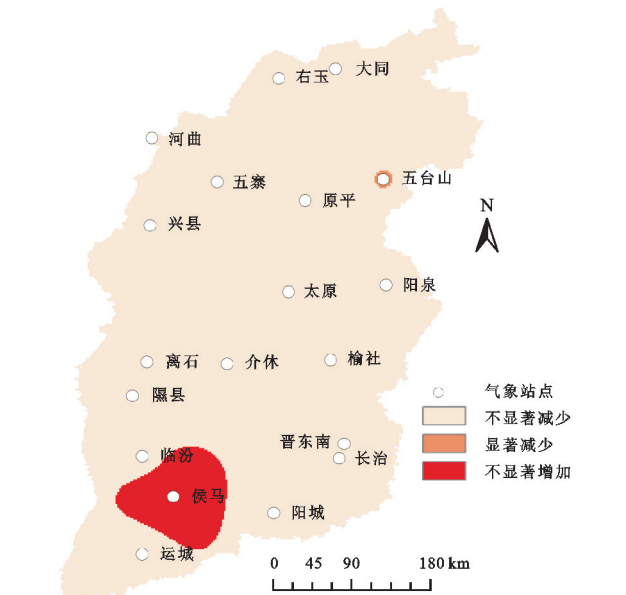 右玉
大同
河曲
五寨
五台山
原平
兴县
N
太原
阳泉
离石
介休
榆社
隰县
气象站点
不显著减少
显著减少
不显著增加
晋东南
临汾
长治
侯马
阳城
运城
0 45 90 180 km